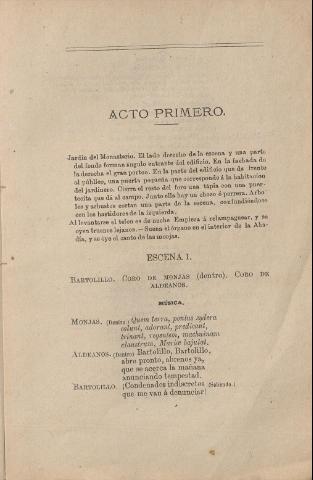 ACTO PRIMERO.
Jardín del Monasterio. El lado derecho de la escena y una parte
del fondo forman ángulo entrante del edificio. En la fachada de
la derecha el gran porton. En la parte del edificio que da frente
al público, una puerta pequeña que corresponde á la habitacion
del jardinero. Cierra el resto del foro una tápia con una puer-
tecita que dá al campo. Junto ella hay un chozo ó perrera. Arbo-
les y arbustos cortan una parte de la escena, confundiéndose
con los bastidores de la izquierda.
Al levantarse el telon es de noche. Empieza á relampaguear, y se
oyen truenos lejanos.—Suena el órgano en el interior de la Aba-
día, y se oye el canto de las monjas.
ESCENA I.
BARTOLILLO. CORO DE MONJAS (dentro). CORO DE
ALDEANOS.
MÚSICA.
MONJAS. (Dentro.) Quem terra, pontus sydera
colunt, adorant, predicant,
trinant, regentem, machinam
claustrum, Mariæ bajulat.
ALDEANOS. (Dentro) Bartolillo, Bartolillo,
abre pronto, ábrenos ya,
que se acerca la mañana
anunciando tempestad.
BARTOLILLO. ¡Condenados indiscretos (Saliendo.)
que me van á denunciar!